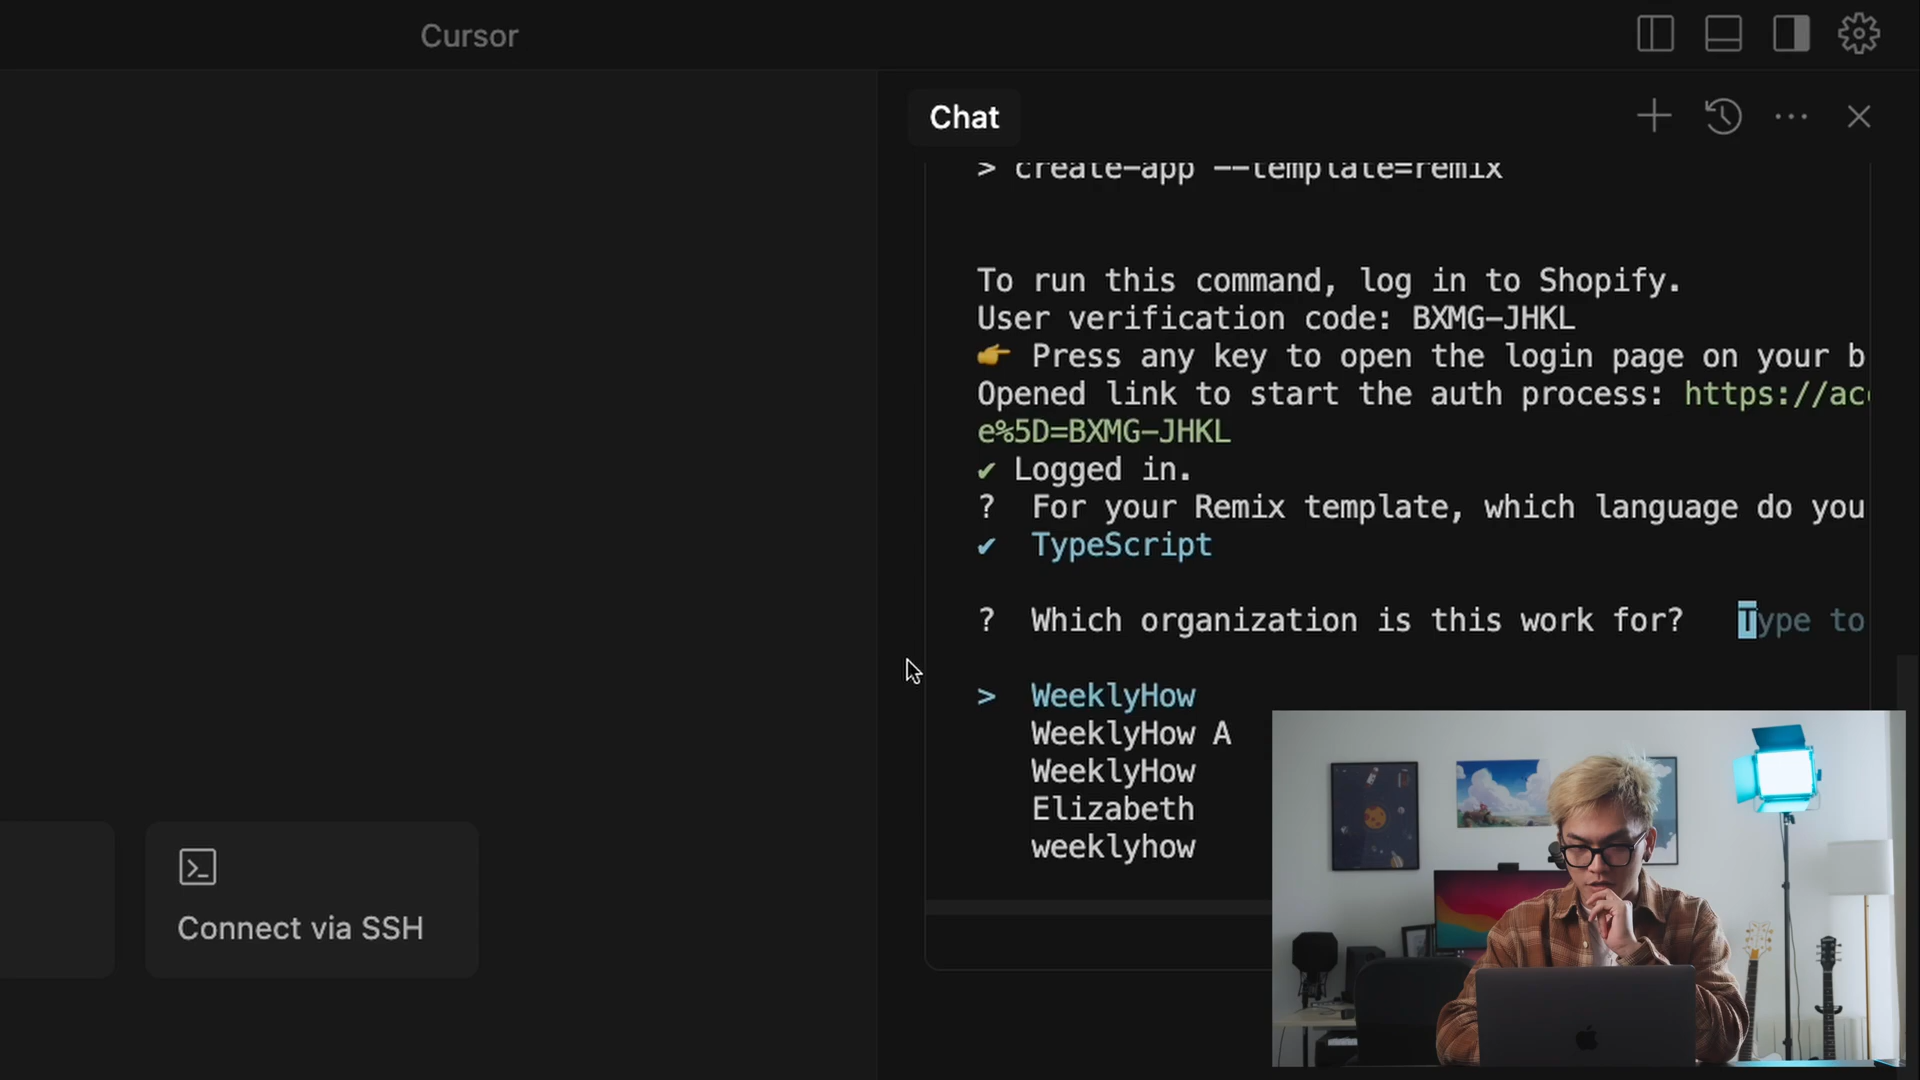 Cursor
Chat
> create-app --template=remix
To run this command, log in to Shopify.
User verification code: BXMG-JHKL
👉 Press any key to open the login page on your b
Opened link to start the auth process: https://ac
e%5D=BXMG-JHKL
✔ Logged in.
? For your Remix template, which language do you
✔ TypeScript
? Which organization is this work for? Type to
> WeeklyHow
WeeklyHow A
WeeklyHow
Elizabeth
weeklyhow
Connect via SSH